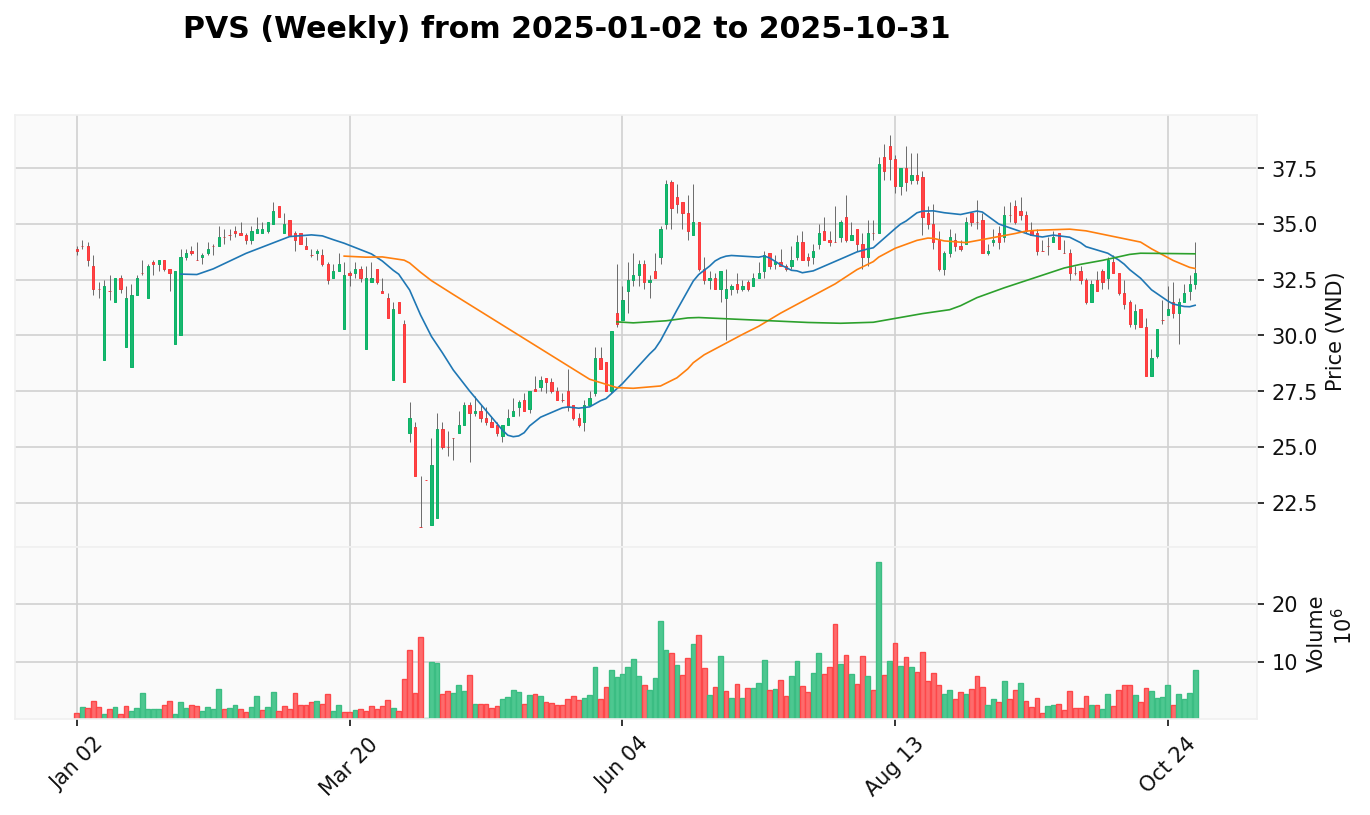 PVS (Weekly) from 2025-01-02 to 2025-10-31
37.5
35.0
32.5
30.0
27.5
25.0
22.5
Price (VND)
20
10
Volume
10⁶
Jan 02
Mar 20
Jun 04
Aug 13
Oct 24